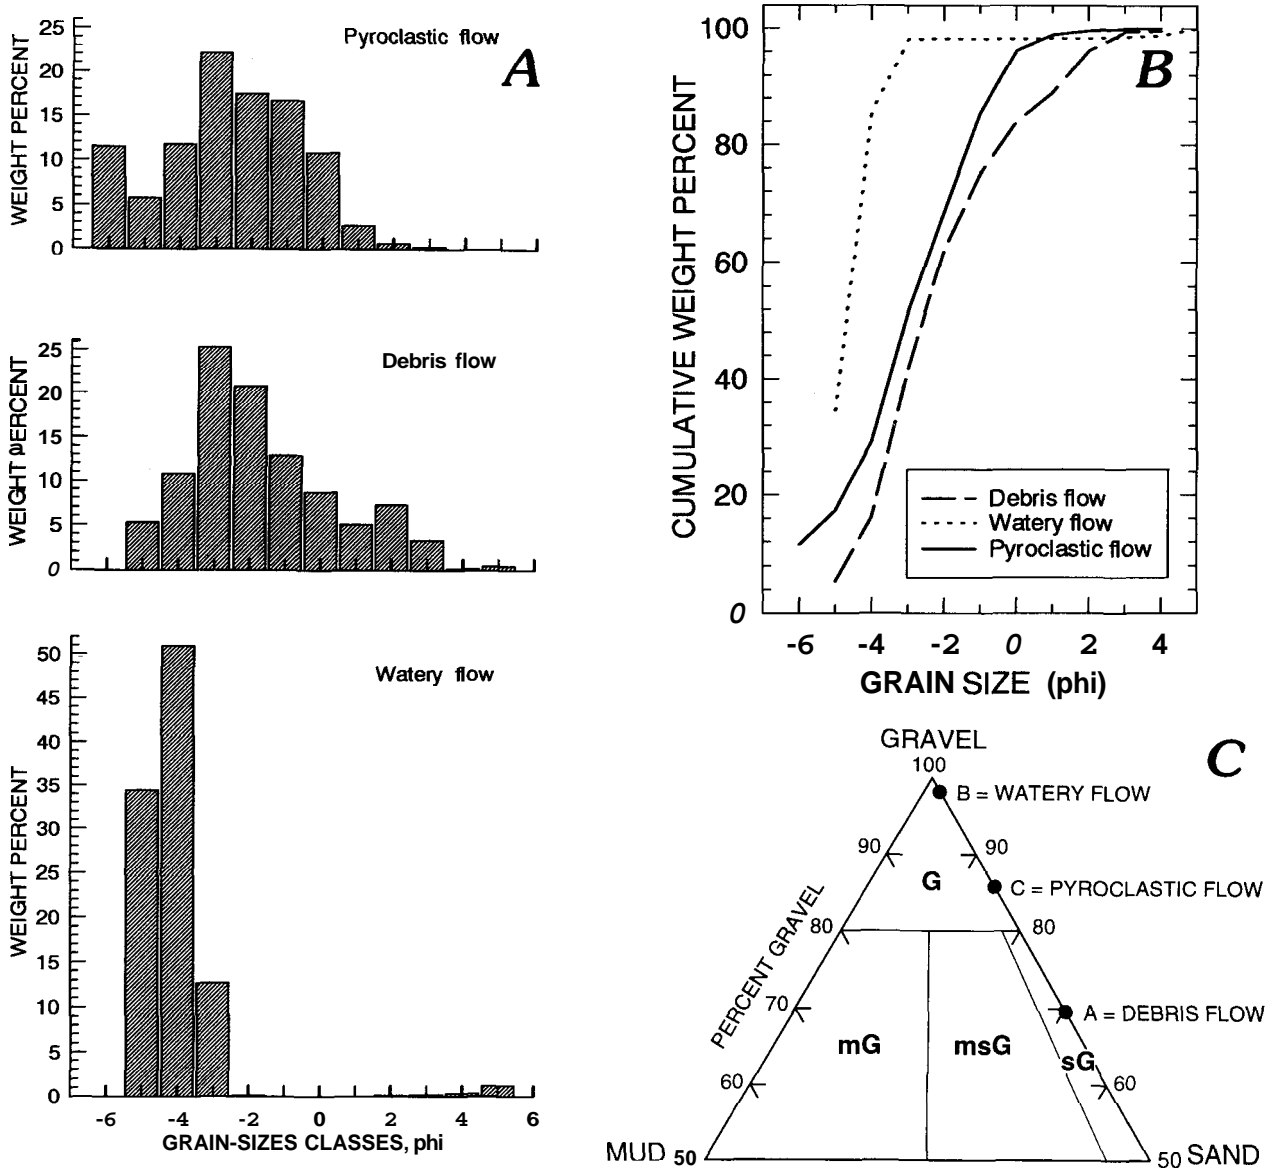 A
Pyroclastic flow
WEIGHT PERCENT
25
20
15
10
5
0
Debris flow
WEIGHT PERCENT
25
20
15
10
5
0
Watery flow
WEIGHT PERCENT
50
45
40
35
30
25
20
15
10
5
0
-6 -4 -2 0 2 4 6
GRAIN-SIZES CLASSES, phi
B
CUMULATIVE WEIGHT PERCENT
100
80
60
40
20
0
Debris flow
Watery flow
Pyroclastic flow
-6 -4 -2 0 2 4
GRAIN SIZE (phi)
C
GRAVEL
100
B = WATERY FLOW
90 90
G
C = PYROCLASTIC FLOW
80 80
PERCENT GRAVEL
70
A = DEBRIS FLOW
mG msG sG
60 60
MUD 50 50 SAND